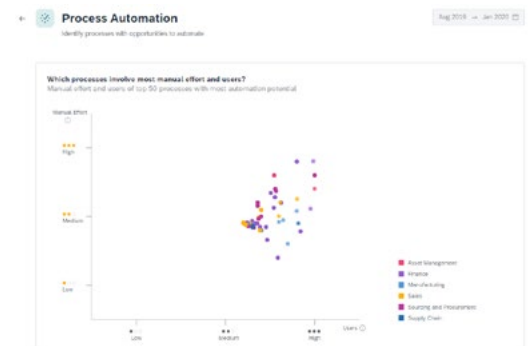 Process Automation
Identify processes with opportunities to automate
Aug 2019 → Jan 2020
Which processes involve most manual effort and users?
Manual effort and users of top 50 processes with most automation potential
Manual Effort
High
Medium
Low
Low
Medium
High
Users
Asset Management
Finance
Manufacturing
Sales
Sourcing and Procurement
Supply Chain